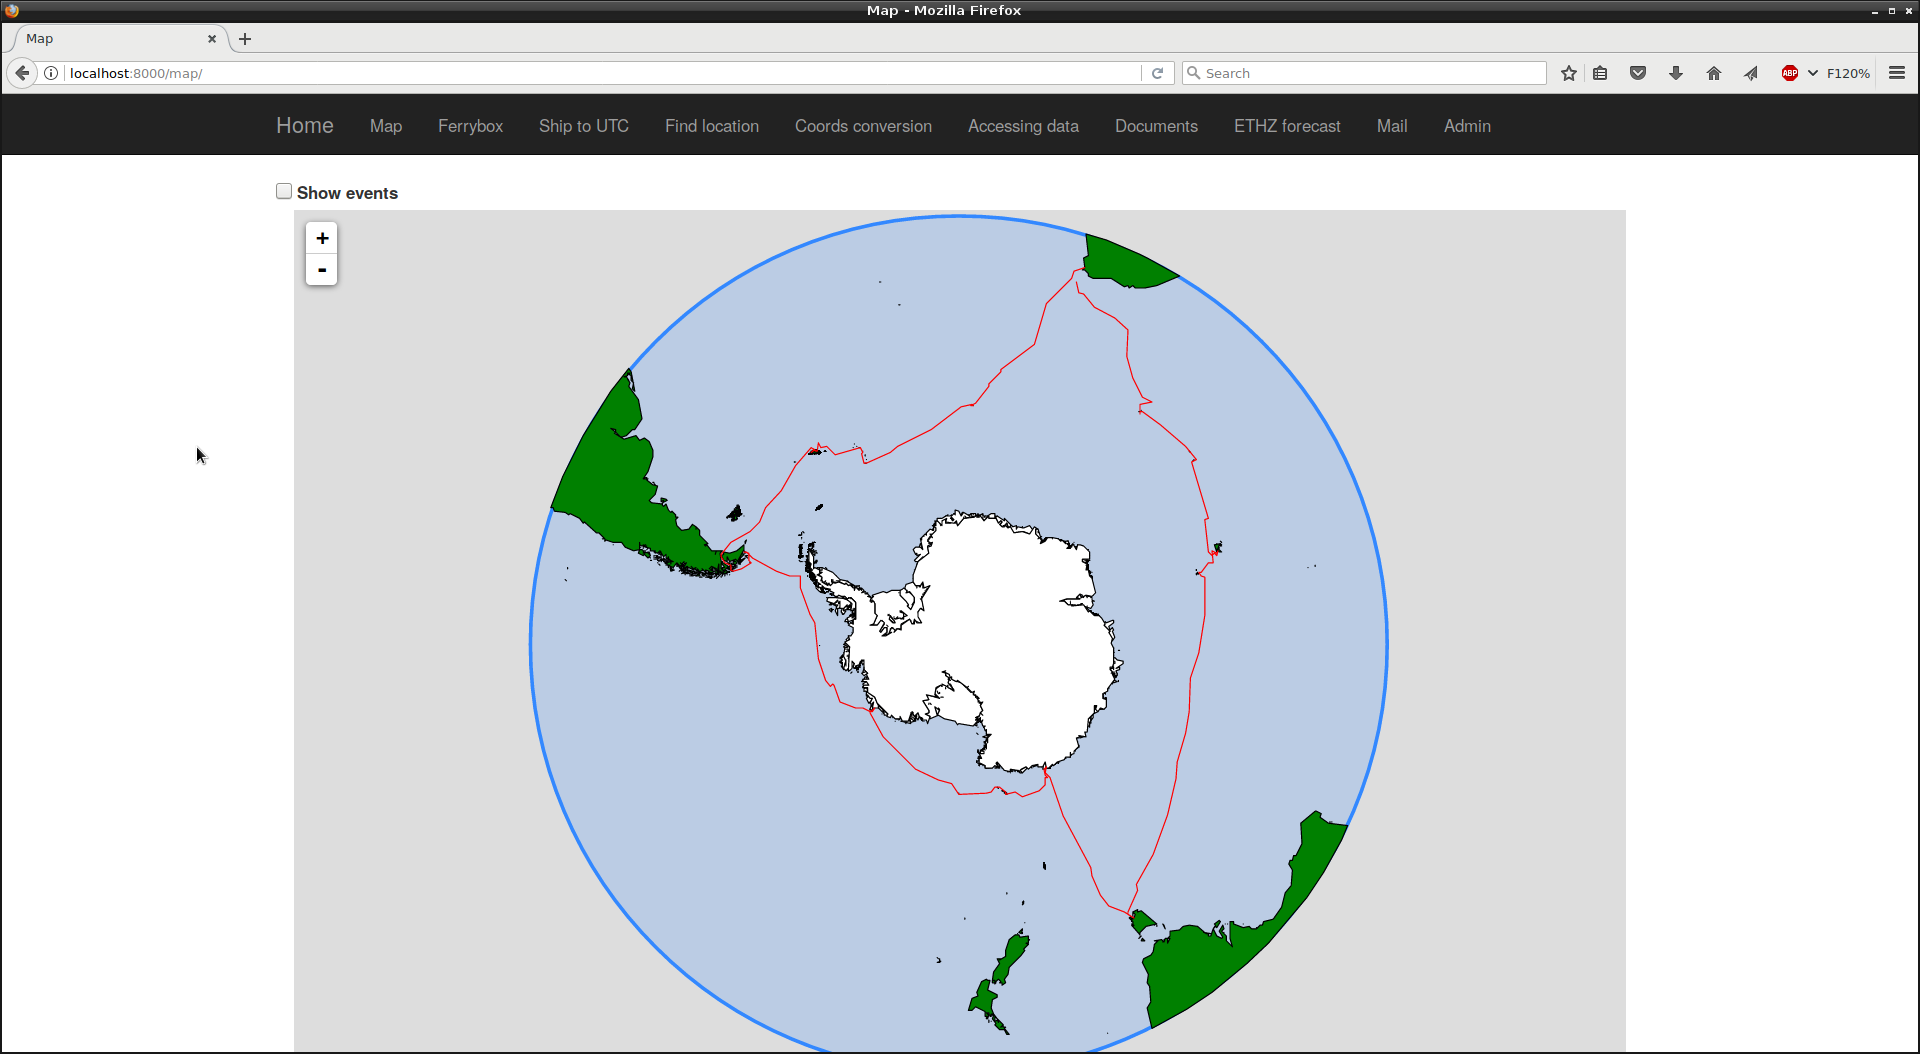 Map - Mozilla Firefox
Map
localhost:8000/map/
Search
ABP
F120%
Home Map Ferrybox Ship to UTC Find location Coords conversion Accessing data Documents ETHZ forecast Mail Admin
Show events
+
-